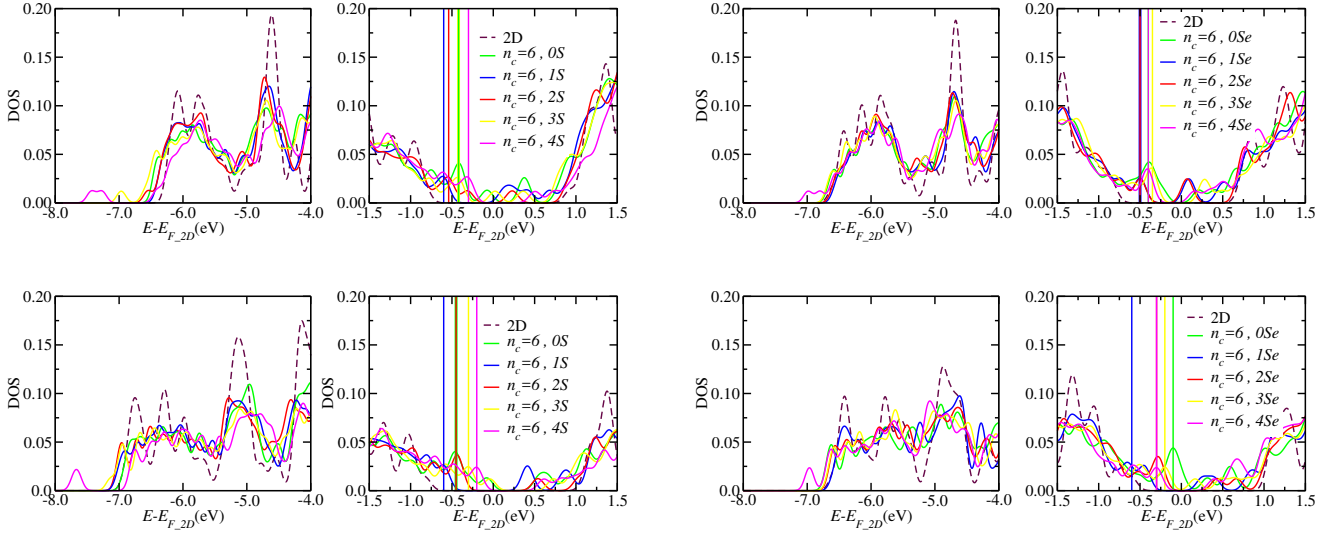 0.20
0.15
0.10
0.05
0.00
DOS
-8.0 -7.0 -6.0 -5.0 -4.0
E-E_F_2D(eV)
0.20
0.15
0.10
0.05
0.00
2D
n_c=6 , 0S
n_c=6 , 1S
n_c=6 , 2S
n_c=6 , 3S
n_c=6 , 4S
-1.5 -1.0 -0.5 0.0 0.5 1.0 1.5
E-E_F_2D(eV)
0.20
0.15
0.10
0.05
0.00
DOS
-8.0 -7.0 -6.0 -5.0 -4.0
E-E_F_2D(eV)
0.20
0.15
0.10
0.05
0.00
2D
n_c=6 , 0Se
n_c=6 , 1Se
n_c=6 , 2Se
n_c=6 , 3Se
n_c=6 , 4Se
-1.5 -1.0 -0.5 0.0 0.5 1.0 1.5
E-E_F_2D(eV)
0.20
0.15
0.10
0.05
0.00
DOS
-8.0 -7.0 -6.0 -5.0 -4.0
E-E_F_2D(eV)
0.20
0.15
0.10
0.05
0.00
DOS
2D
n_c=6 , 0S
n_c=6 , 1S
n_c=6 , 2S
n_c=6 , 3S
n_c=6 , 4S
-1.5 -1.0 -0.5 0.0 0.5 1.0 1.5
E-E_F_2D(eV)
0.20
0.15
0.10
0.05
0.00
DOS
-8.0 -7.0 -6.0 -5.0 -4.0
E-E_F_2D(eV)
0.20
0.15
0.10
0.05
0.00
2D
n_c=6 , 0Se
n_c=6 , 1Se
n_c=6 , 2Se
n_c=6 , 3Se
n_c=6 , 4Se
-1.5 -1.0 -0.5 0.0 0.5 1.0 1.5
E-E_F_2D(eV)